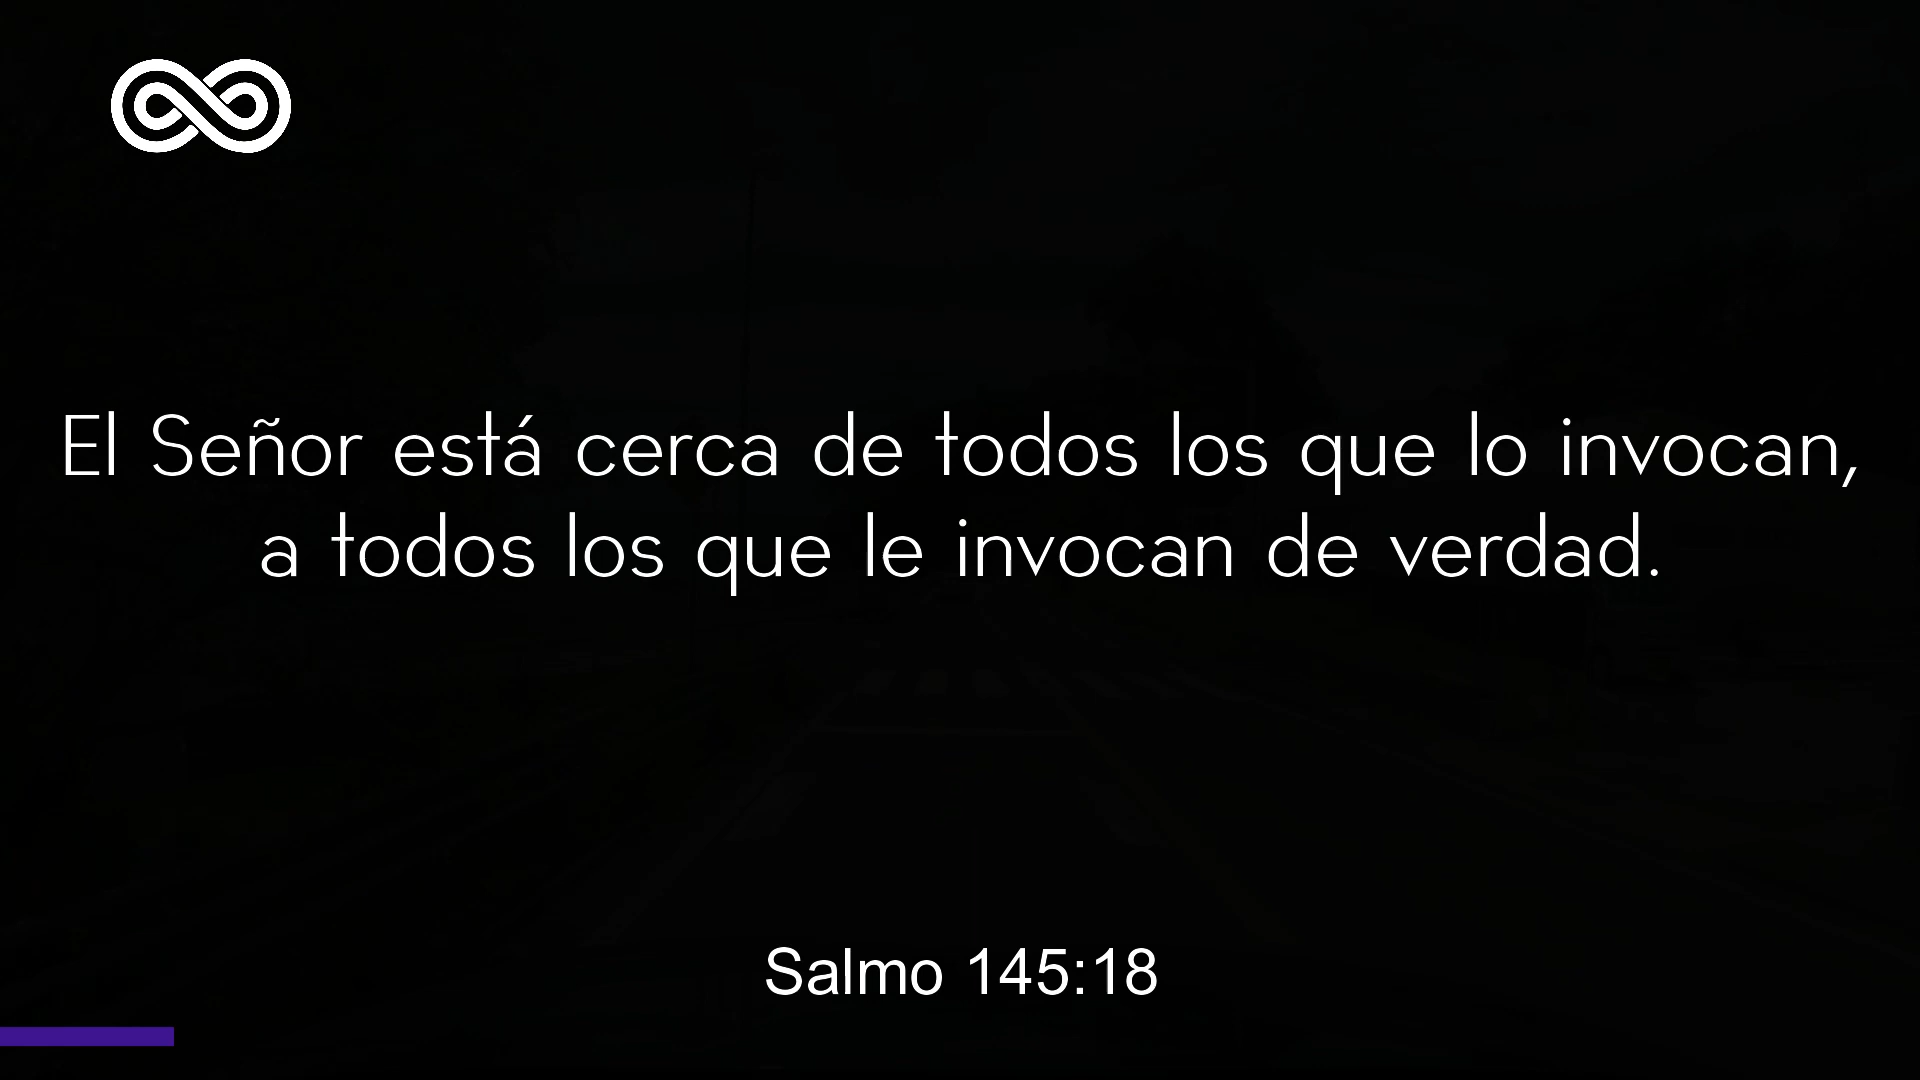 El Señor está cerca de todos los que lo invocan,
a todos los que le invocan de verdad.
Salmo 145:18